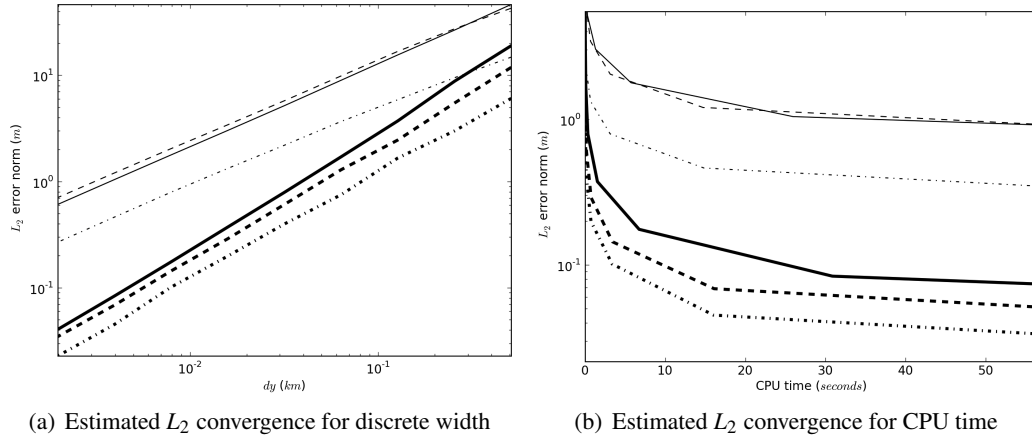 10^1
10^0
10^-1
L_2 error norm (m)
10^-2
10^-1
dy (km)
10^0
10^-1
L_2 error norm (m)
0
10
20
30
40
50
CPU time (seconds)
(a) Estimated L_2 convergence for discrete width
(b) Estimated L_2 convergence for CPU time